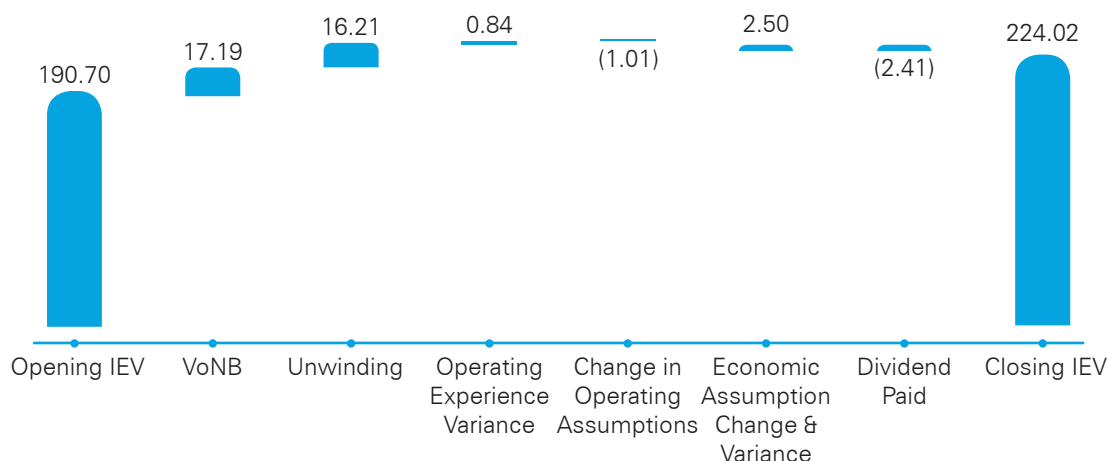 190.70
17.19
16.21
0.84
(1.01)
2.50
(2.41)
224.02
Opening IEV
VoNB
Unwinding
Operating
Experience
Variance
Change in
Operating
Assumptions
Economic
Assumption
Change &
Variance
Dividend
Paid
Closing IEV